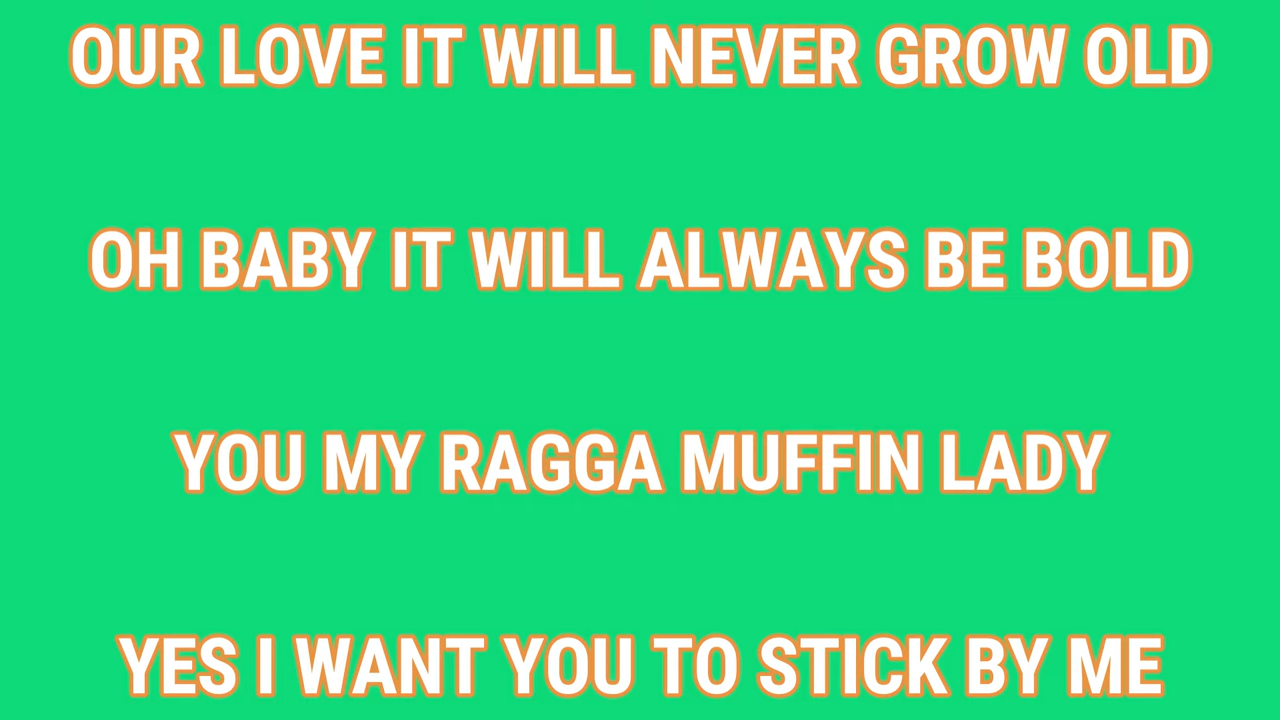 OUR LOVE IT WILL NEVER GROW OLD
OH BABY IT WILL ALWAYS BE BOLD
YOU MY RAGGA MUFFIN LADY
YES I WANT YOU TO STICK BY ME